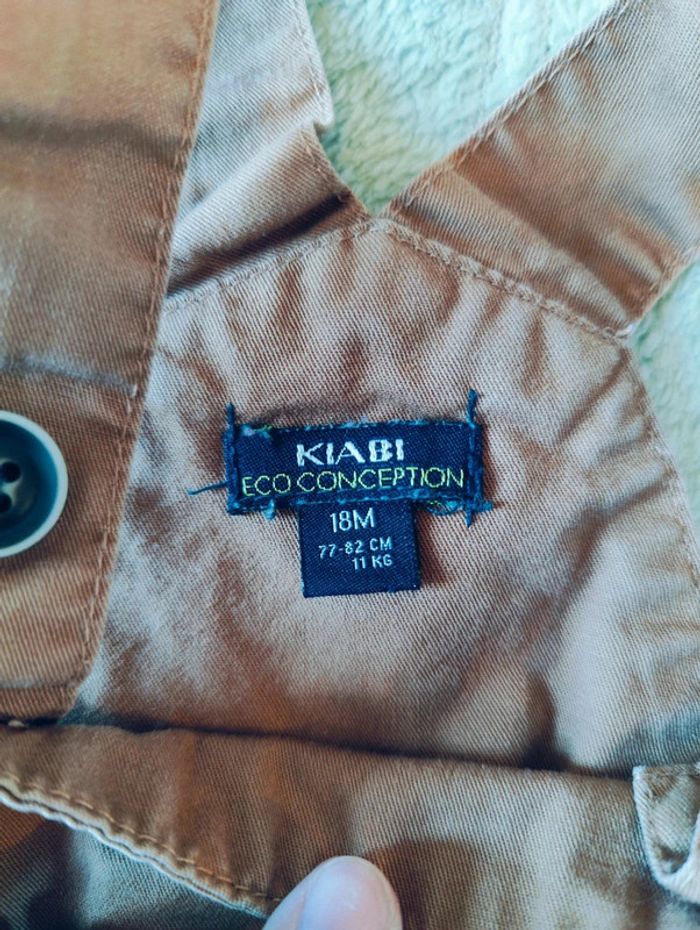 KIABI
ECO CONCEPTION
18M
77-82 CM
11 KG